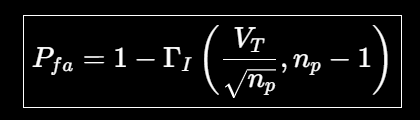 $P_{fa} = 1 - \Gamma_I \left( \frac{V_T}{\sqrt{n_p}}, n_p - 1 \right)$